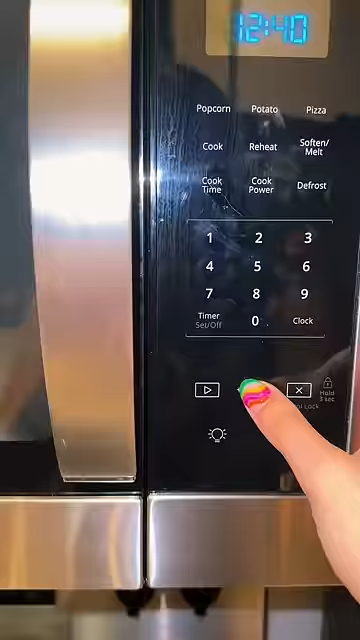 12:40
Popcorn Potato Pizza
Cook Reheat Soften/
Melt
Cook
Time Cook
Power Defrost
1 2 3
4 5 6
7 8 9
Timer
Set/Off 0 Clock
Hold
3 sec
Lock